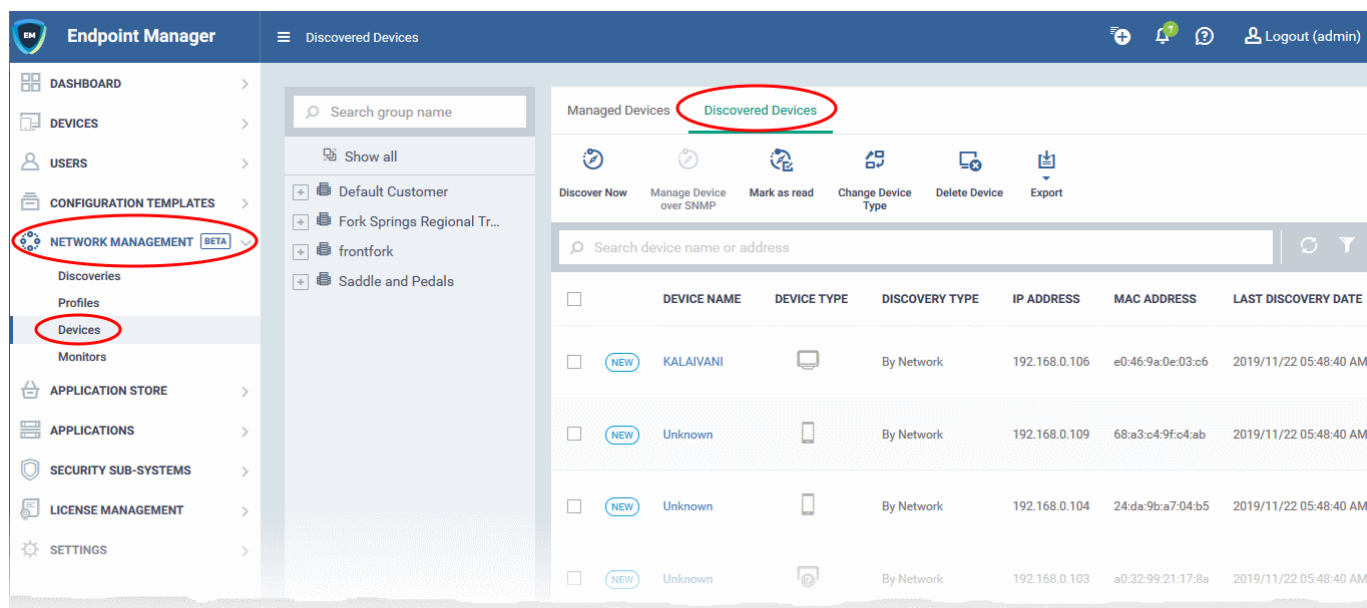 EM
Endpoint Manager
Discovered Devices
7
Logout (admin)
DASHBOARD
DEVICES
USERS
CONFIGURATION TEMPLATES
NETWORK MANAGEMENT BETA
Discoveries
Profiles
Devices
Monitors
APPLICATION STORE
APPLICATIONS
SECURITY SUB-SYSTEMS
LICENSE MANAGEMENT
SETTINGS
Search group name
Show all
Default Customer
Fork Springs Regional Tr...
frontfork
Saddle and Pedals
Managed Devices Discovered Devices
Discover Now
Manage Device
over SNMP
Mark as read
Change Device
Type
Delete Device
Export
Search device name or address
DEVICE NAME DEVICE TYPE DISCOVERY TYPE IP ADDRESS MAC ADDRESS LAST DISCOVERY DATE
NEW KALAIVANI By Network 192.168.0.106 e0:46:9a:0e:03:c6 2019/11/22 05:48:40 AM
NEW Unknown By Network 192.168.0.109 68:a3:c4:9f:c4:ab 2019/11/22 05:48:40 AM
NEW Unknown By Network 192.168.0.104 24:da:9b:a7:04:b5 2019/11/22 05:48:40 AM
NEW Unknown By Network 192.168.0.103 a0:32:99:21:17:8a 2019/11/22 05:48:40 AM